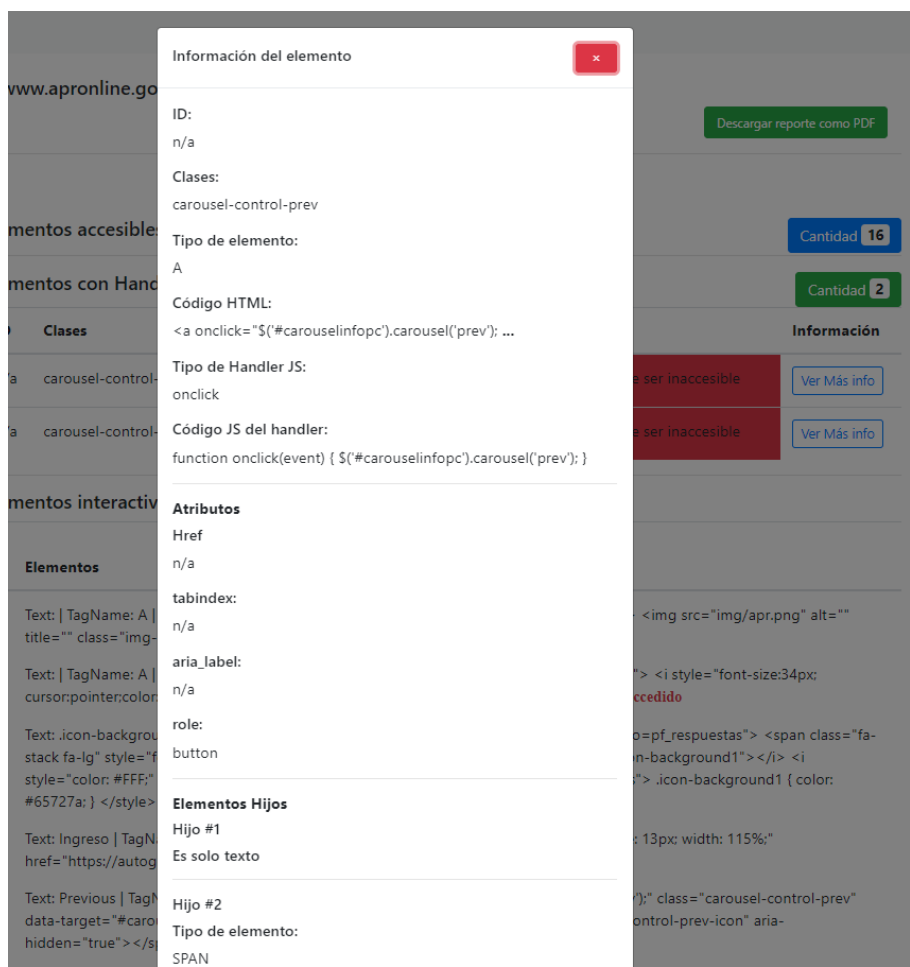 Información del elemento
×
www.apronline.go
Descargar reporte como PDF
ID:
n/a
Clases:
carousel-control-prev
mentos accesible
Cantidad 16
Tipo de elemento:
A
mentos con Hand
Cantidad 2
Código HTML:
<a onclick="$('#carouselinfopc').carousel('prev'); ...
Clases
Información
Tipo de Handler JS:
onclick
/a carousel-control-
e ser inaccesible
Ver Más info
Código JS del handler:
function onclick(event) { $('#carouselinfopc').carousel('prev'); }
/a carousel-control-
e ser inaccesible
Ver Más info
mentos interactiv
Atributos
Href
n/a
Elementos
tabindex:
n/a
aria_label:
n/a
role:
button
Text: | TagName: A |
<img src="img/apr.png" alt=""
title="" class="img-
Text: | TagName: A |
"> <i style="font-size:34px;
cursor:pointer;color:
ccedido
Text: .icon-backgrou
o=pf_respuestas"> <span class="fa-
stack fa-lg" style="f
n-background1"></i> <i
style="color: #FFF;"
"> .icon-background1 { color:
#65727a; } </style>
Elementos Hijos
Hijo #1
Es solo texto
Text: Ingreso | TagN
: 13px; width: 115%;"
href="https://autog
Hijo #2
Tipo de elemento:
SPAN
Text: Previous | TagN
');" class="carousel-control-prev"
data-target="#carou
ontrol-prev-icon" aria-
hidden="true"></sp